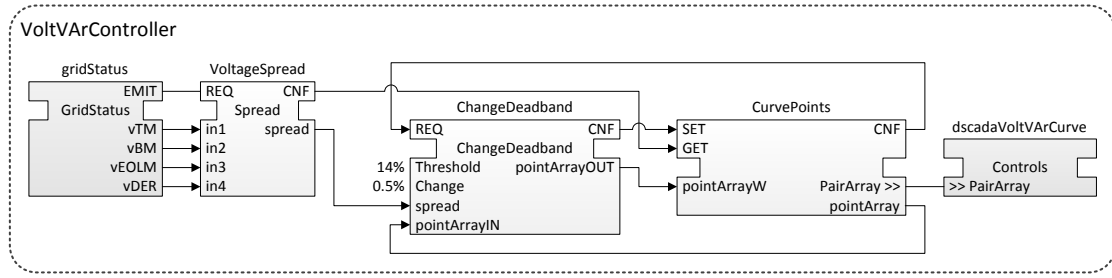 VoltVArController
gridStatus
EMIT
GridStatus
vTM
vBM
vEOLM
vDER
VoltageSpread
REQ CNF
Spread
in1 spread
in2
in3
in4
ChangeDeadband
REQ CNF
ChangeDeadband
14% Threshold pointArrayOUT
0.5% Change
spread
pointArrayIN
CurvePoints
SET CNF
GET
pointArrayW PairArray >>
pointArray
dscadaVoltVArCurve
Controls
>> PairArray